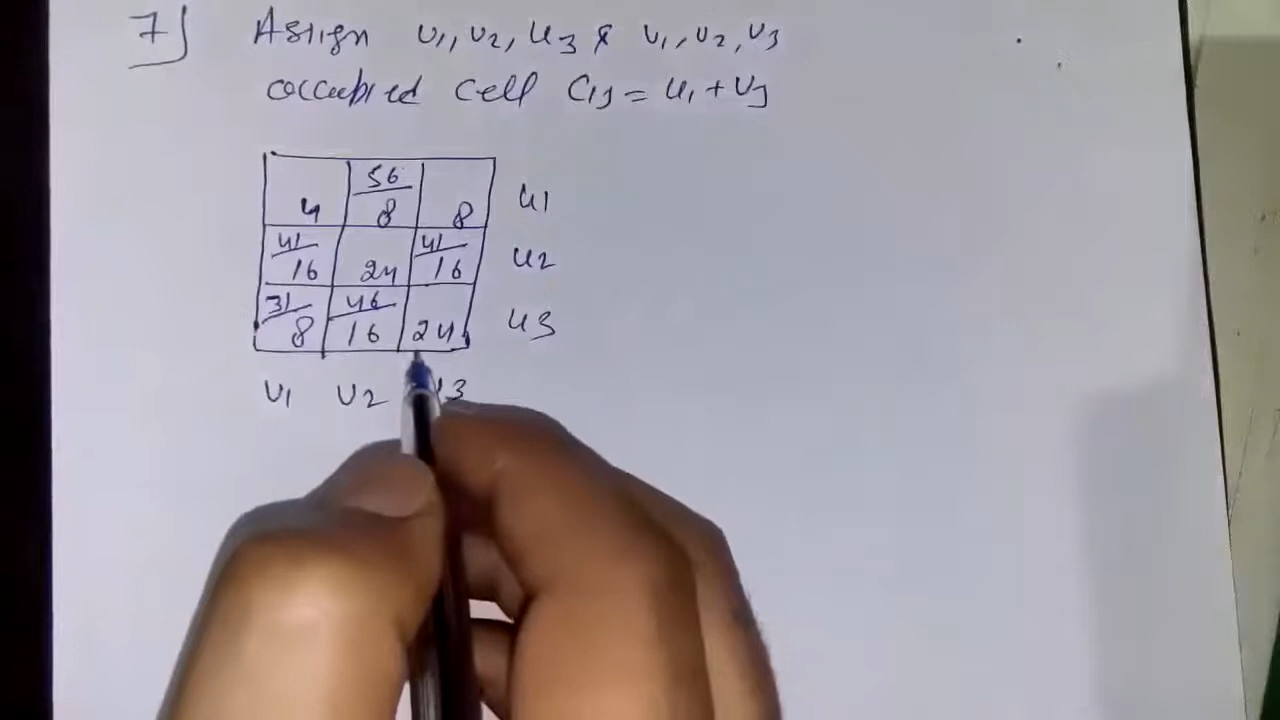 7) Assign U1, U2, U3 & V1, V2, V3
occupied cell Cij = Ui + Vj
56
4 8 8 U1
41 41
16 24 16 U2
31 46
8 16 24 U3
V1 V2 3